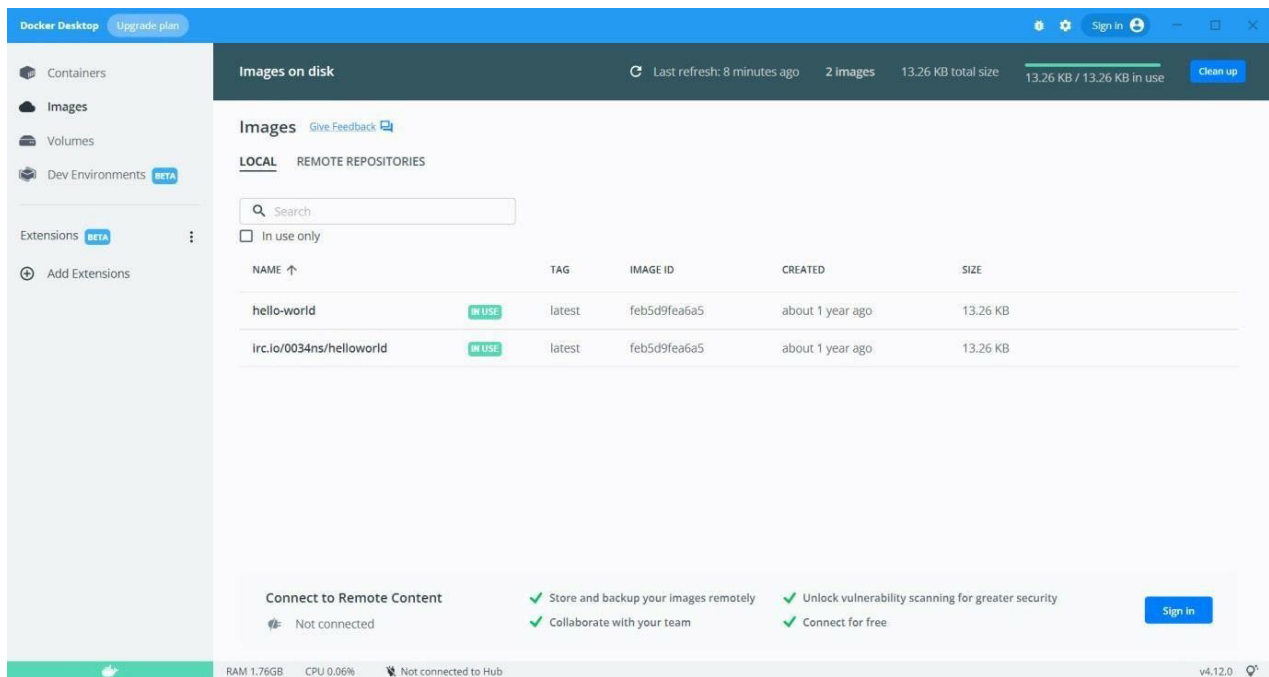 Docker Desktop Upgrade plan Sign in
Containers
Images
Volumes
Dev Environments BETA
Extensions BETA
Add Extensions
Images on disk Last refresh: 8 minutes ago 2 images 13.26 KB total size 13.26 KB / 13.26 KB in use Clean up
Images Give Feedback
LOCAL REMOTE REPOSITORIES
Search
In use only
NAME TAG IMAGE ID CREATED SIZE
hello-world IN USE latest feb5d9fea6a5 about 1 year ago 13.26 KB
irc.io/0034ns/helloworld IN USE latest feb5d9fea6a5 about 1 year ago 13.26 KB
Connect to Remote Content
Not connected
Store and backup your images remotely
Collaborate with your team
Unlock vulnerability scanning for greater security
Connect for free
Sign in
RAM 1.76GB CPU 0.06% Not connected to Hub v4.12.0